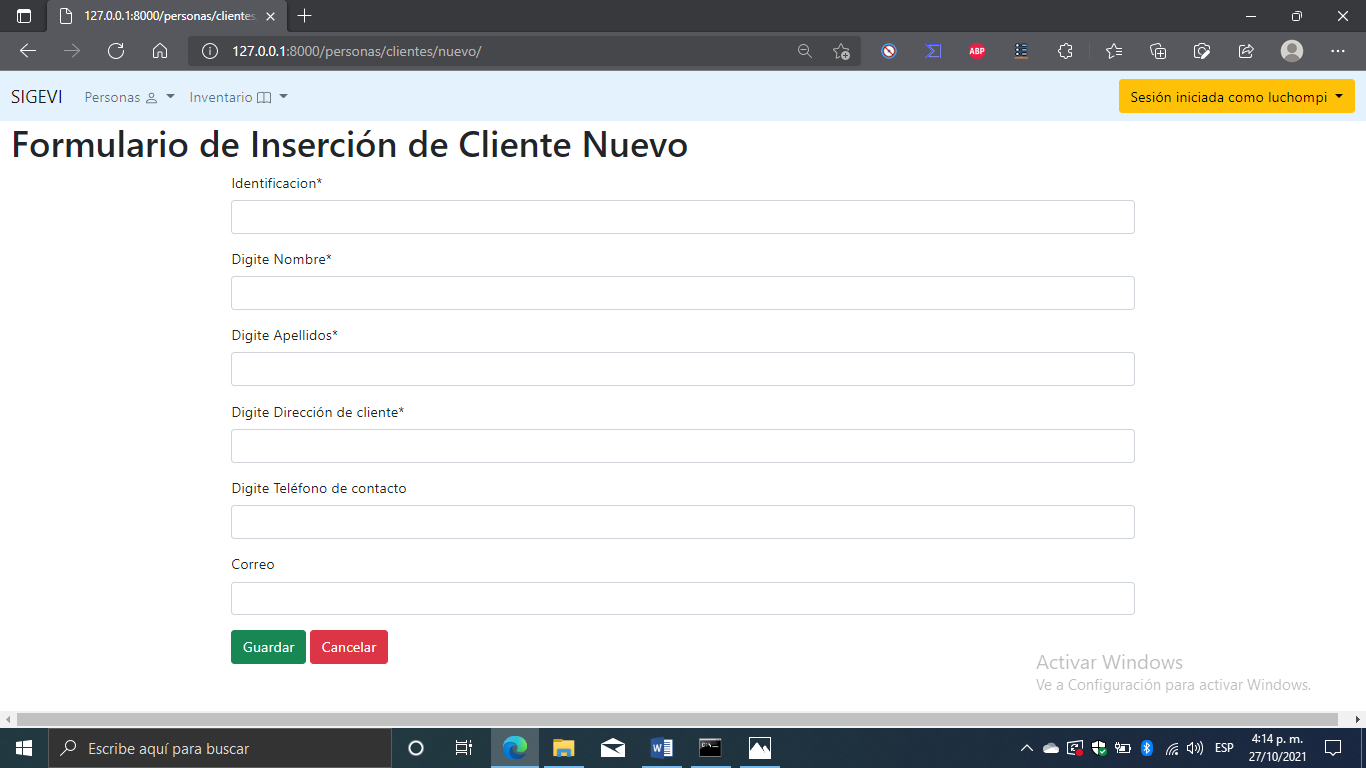 127.0.0.1:8000/personas/clientes
127.0.0.1:8000/personas/clientes/nuevo/
ABP
SIGEVI Personas Inventario Sesión iniciada como luchompi
Formulario de Inserción de Cliente Nuevo
Identificacion*
Digite Nombre*
Digite Apellidos*
Digite Dirección de cliente*
Digite Teléfono de contacto
Correo
Guardar Cancelar
Activar Windows
Ve a Configuración para activar Windows.
Escribe aquí para buscar
ESP
4:14 p. m.
27/10/2021